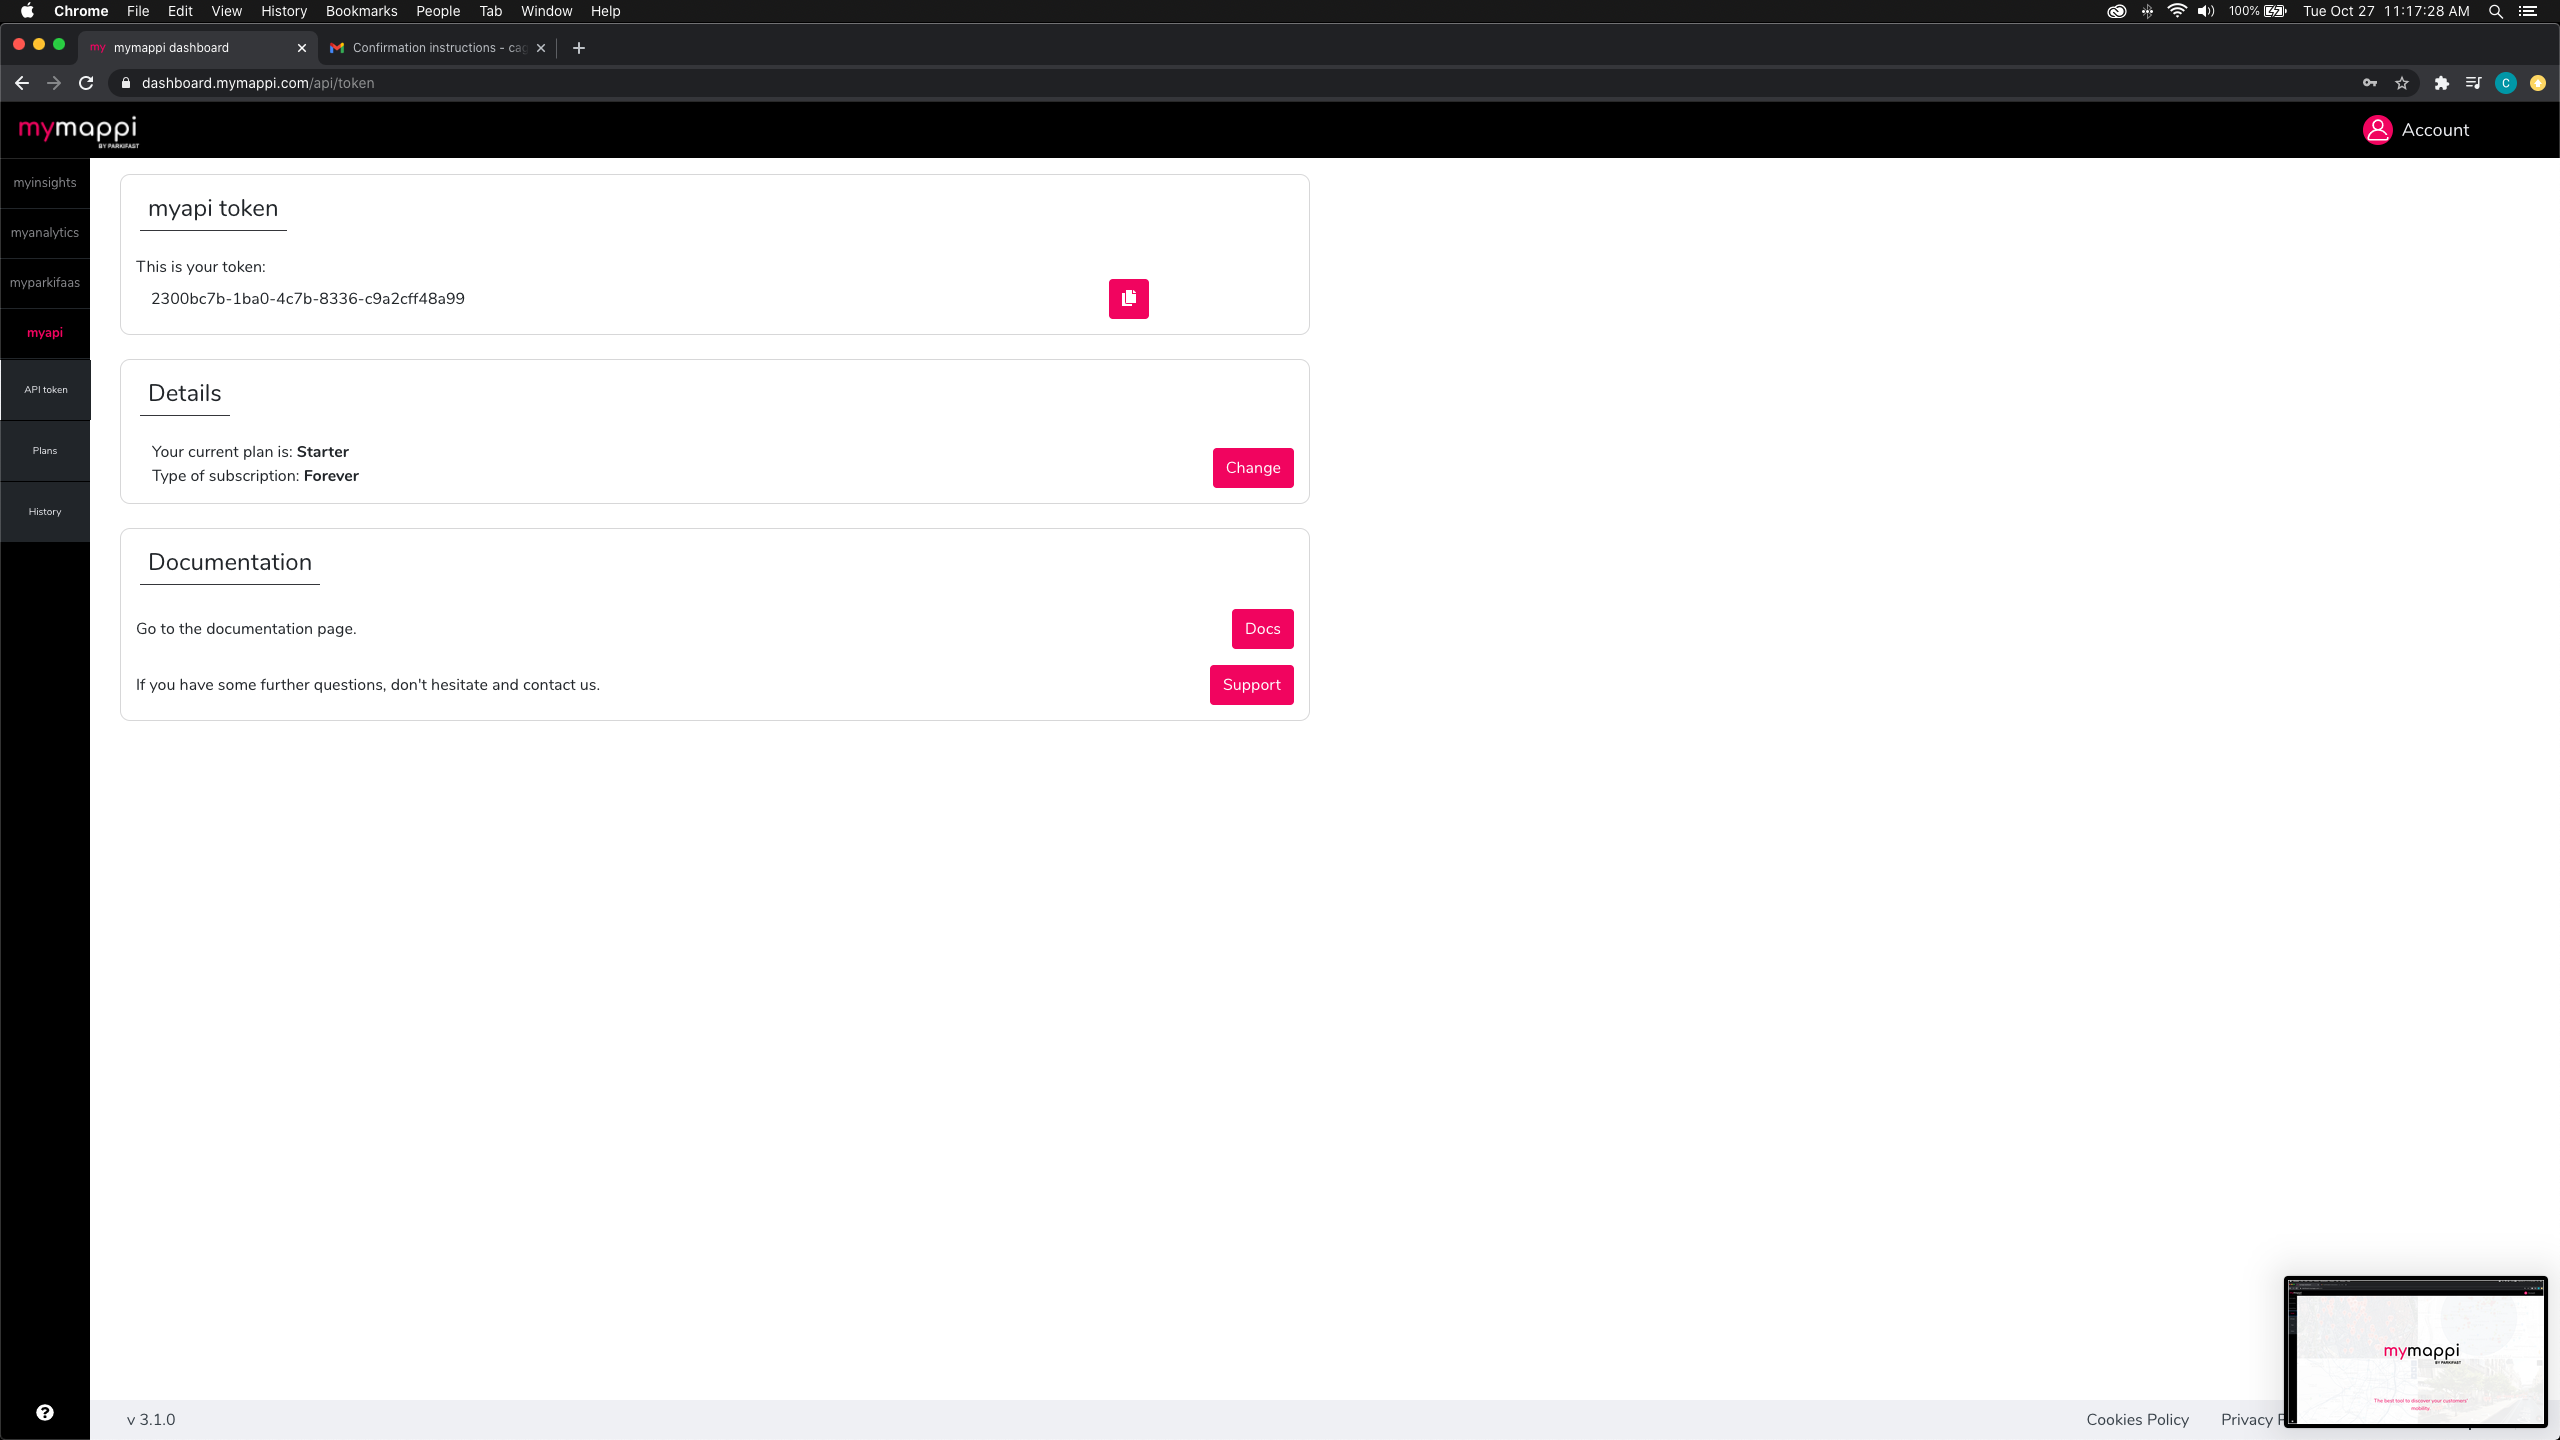 Chrome File Edit View History Bookmarks People Tab Window Help
100% Tue Oct 27 11:17:28 AM
my mymappi dashboard
Confirmation instructions - cag
dashboard.mymappi.com/api/token
C
mymappi
BY PARKIFAST
Account
myinsights
myanalytics
myparkifaas
myapi
API token
Plans
History
myapi token
This is your token:
2300bc7b-1ba0-4c7b-8336-c9a2cff48a99
Details
Your current plan is: Starter
Type of subscription: Forever
Change
Documentation
Go to the documentation page.
Docs
If you have some further questions, don't hesitate and contact us.
Support
mymappi
BY PARKIFAST
The best tool to discover your customers'
mobility.
v 3.1.0
Cookies Policy
Privacy